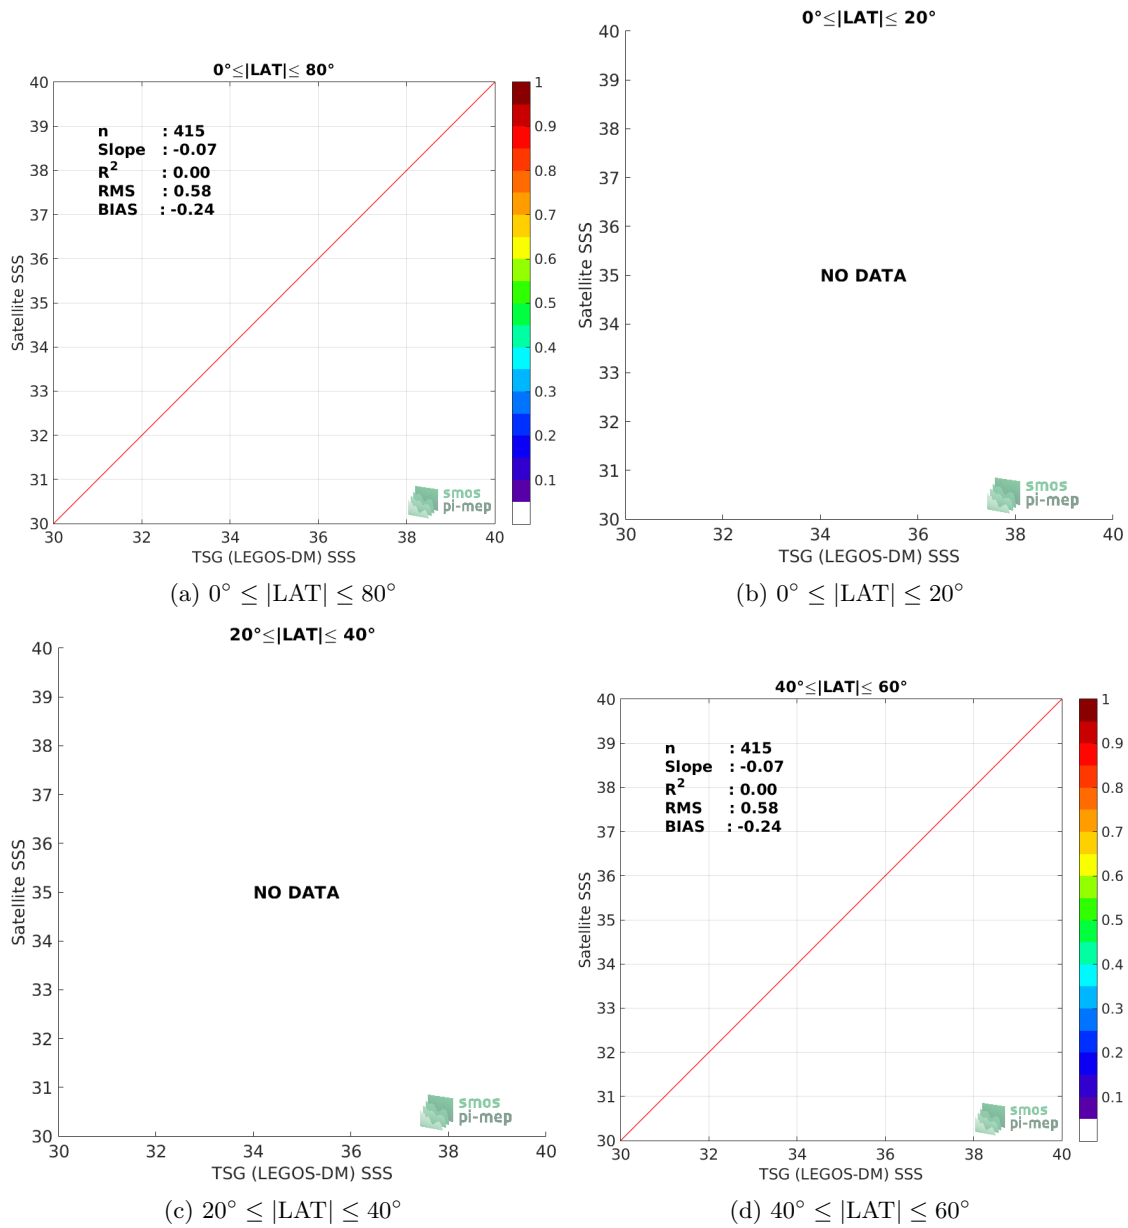 0°≤|LAT|≤ 80°
40
39
38
37
36
35
34
33
32
31
30
Satellite SSS
n : 415
Slope : -0.07
R² : 0.00
RMS : 0.58
BIAS : -0.24
smos
pi-mep
30 32 34 36 38 40
TSG (LEGOS-DM) SSS
1
0.9
0.8
0.7
0.6
0.5
0.4
0.3
0.2
0.1
(a) 0° ≤ |LAT| ≤ 80°
0°≤|LAT|≤ 20°
40
39
38
37
36
35
34
33
32
31
30
Satellite SSS
NO DATA
smos
pi-mep
30 32 34 36 38 40
TSG (LEGOS-DM) SSS
(b) 0° ≤ |LAT| ≤ 20°
20°≤|LAT|≤ 40°
40
39
38
37
36
35
34
33
32
31
30
Satellite SSS
NO DATA
smos
pi-mep
30 32 34 36 38 40
TSG (LEGOS-DM) SSS
(c) 20° ≤ |LAT| ≤ 40°
40°≤|LAT|≤ 60°
40
39
38
37
36
35
34
33
32
31
30
Satellite SSS
n : 415
Slope : -0.07
R² : 0.00
RMS : 0.58
BIAS : -0.24
smos
pi-mep
30 32 34 36 38 40
TSG (LEGOS-DM) SSS
1
0.9
0.8
0.7
0.6
0.5
0.4
0.3
0.2
0.1
(d) 40° ≤ |LAT| ≤ 60°